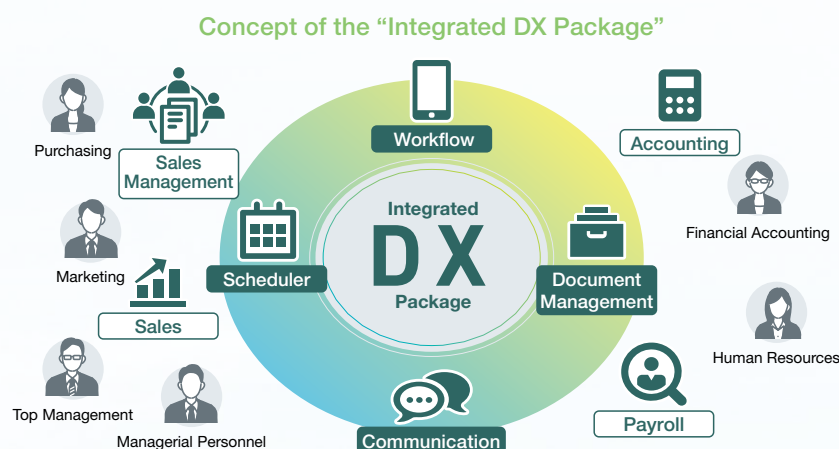 Concept of the “Integrated DX Package”
Purchasing
Sales
Management
Workflow
Accounting
Financial Accounting
Marketing
Scheduler
Integrated
DX
Package
Document
Management
Sales
Human Resources
Top Management
Managerial Personnel
Communication
Payroll